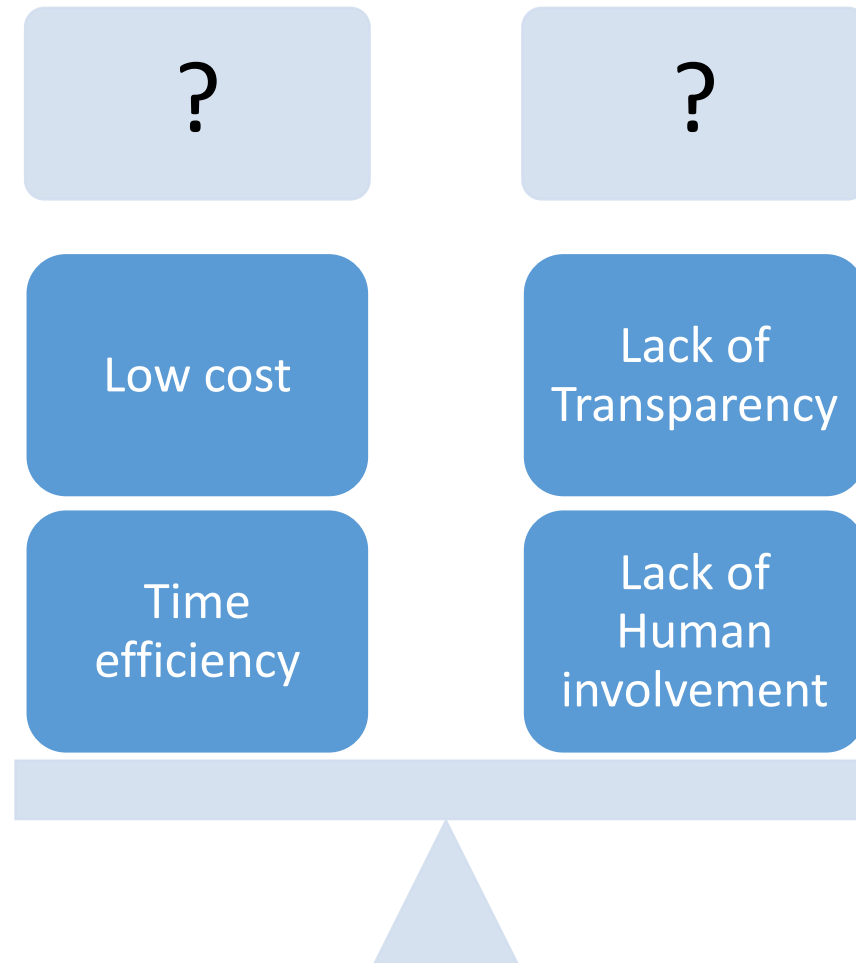 ?
?
Low cost
Lack of
Transparency
Time
efficiency
Lack of
Human
involvement